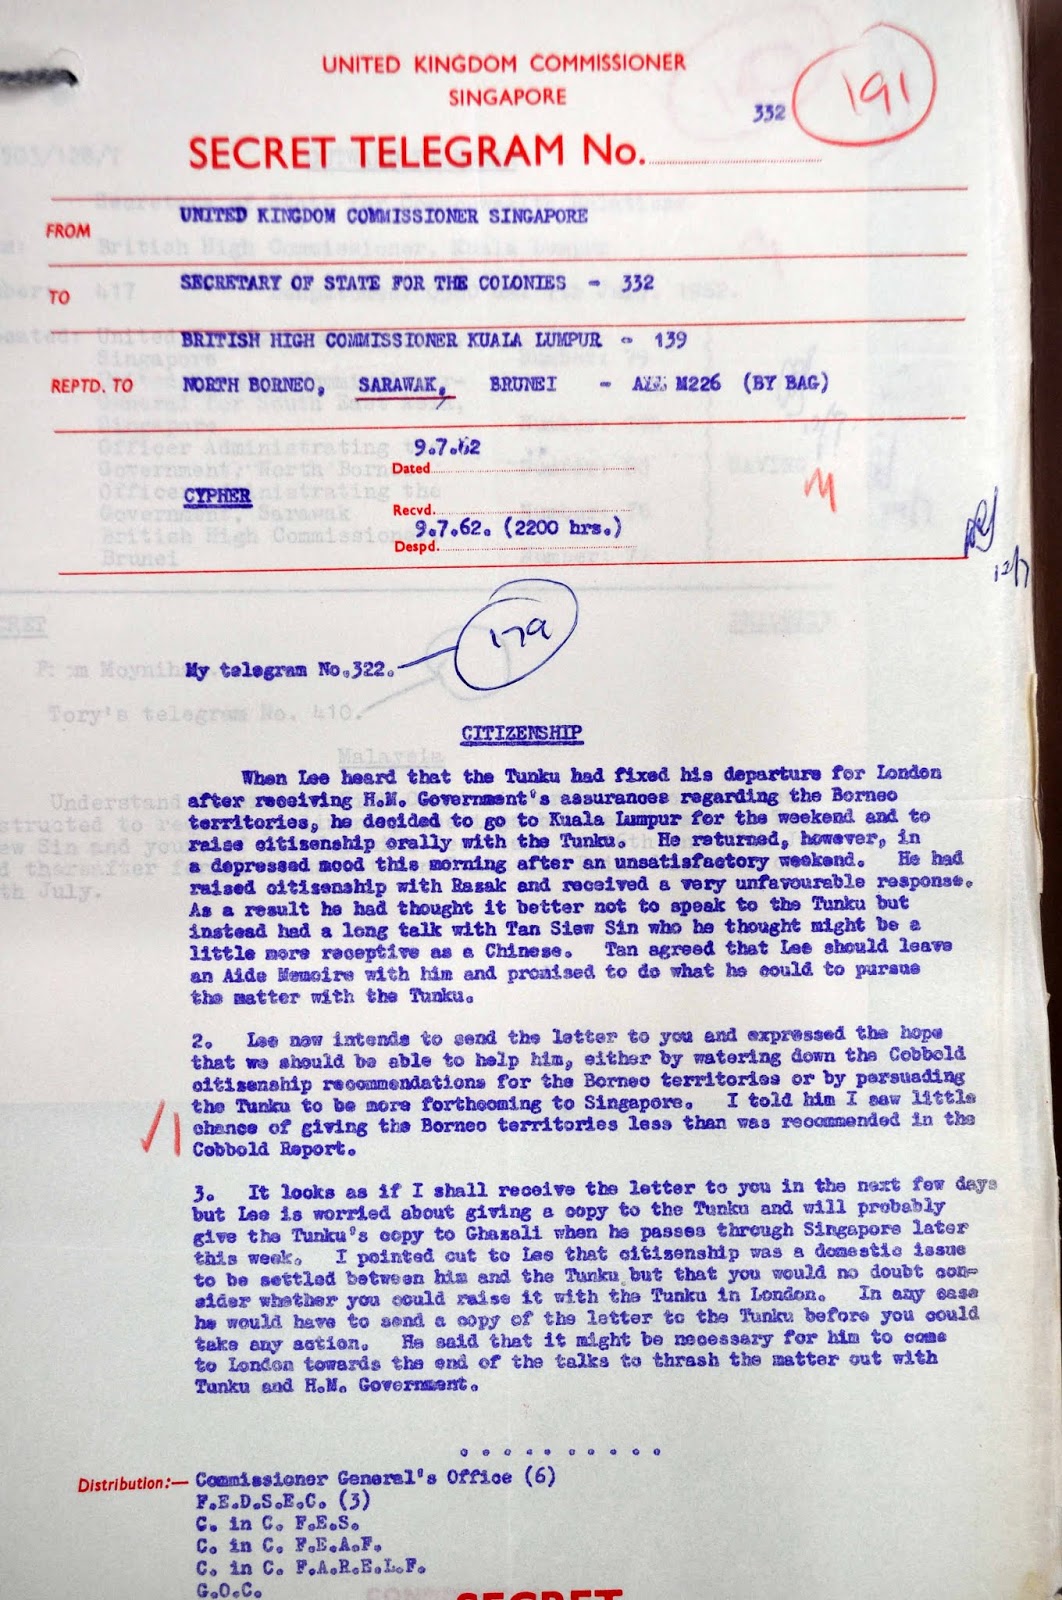 UNITED KINGDOM COMMISSIONER
SINGAPORE
332
191
SECRET TELEGRAM No.
FROM UNITED KINGDOM COMMISSIONER SINGAPORE
TO SECRETARY OF STATE FOR THE COLONIES - 332
REPTD. TO BRITISH HIGH COMMISSIONER KUALA LUMPUR - 139
NORTH BORNEO, SARAWAK, BRUNEI - ALL M226 (BY BAG)
9.7.62
Dated
CYPHER
Recvd.
9.7.62. (2200 hrs.)
Despd.
M
12/7
179
My telegram No.322.
CITIZENSHIP
When Lee heard that the Tunku had fixed his departure for London
after receiving H.M. Government's assurances regarding the Borneo
territories, he decided to go to Kuala Lumpur for the weekend and to
raise citizenship orally with the Tunku. He returned, however, in
a depressed mood this morning after an unsatisfactory weekend. He had
raised citizenship with Razak and received a very unfavourable response.
As a result he had thought it better not to speak to the Tunku but
instead had a long talk with Tan Siew Sin who he thought might be a
little more receptive as a Chinese. Tan agreed that Lee should leave
an Aide Memoire with him and promised to do what he could to pursue
the matter with the Tunku.
2. Lee now intends to send the letter to you and expressed the hope
that we should be able to help him, either by watering down the Cobbold
citizenship recommendations for the Borneo territories or by persuading
the Tunku to be more forthcoming to Singapore. I told him I saw little
chance of giving the Borneo territories less than was recommended in the
Cobbold Report.
3. It looks as if I shall receive the letter to you in the next few days
but Lee is worried about giving a copy to the Tunku and will probably
give the Tunku's copy to Ghazali when he passes through Singapore later
this week. I pointed out to Lee that citizenship was a domestic issue
to be settled between him and the Tunku but that you would no doubt con-
sider whether you could raise it with the Tunku in London. In any case
he would have to send a copy of the letter to the Tunku before you could
take any action. He said that it might be necessary for him to come
to London towards the end of the talks to thrash the matter out with
Tunku and H.M. Government.
. . . . . . . . . .
Distribution:— Commissioner General's Office (6)
F.E.D.S.E.C. (3)
C. in C. F.E.S.
C. in C. F.E.A.F.
C. in C. F.A.R.E.L.F.
G.O.C.
SECRET